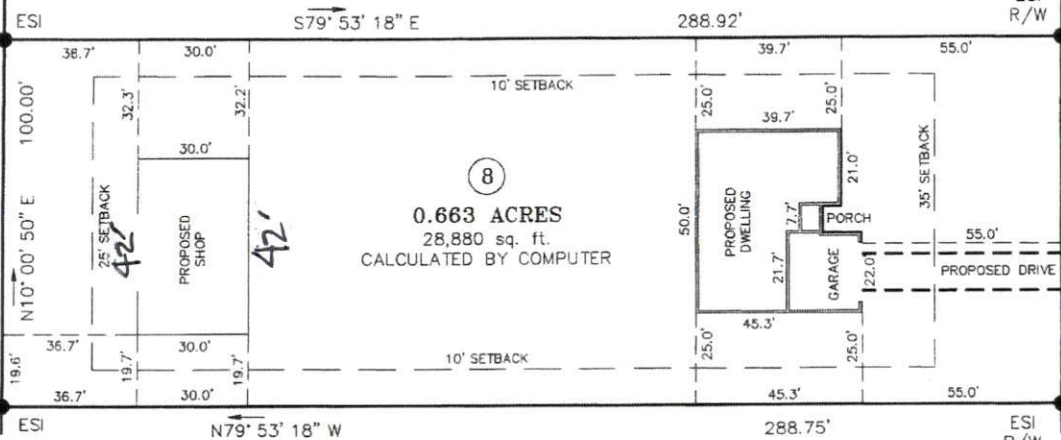 ESI S79° 53' 18" E 288.92' R/W
36.7' 30.0' 39.7' 55.0'
10' SETBACK
100.00'
32.3'
32.2'
25.0'
25.0'
39.7'
30.0'
N10° 00' 50" E
25' SETBACK
42'
PROPOSED
SHOP
42'
8
0.663 ACRES
28,880 sq. ft.
CALCULATED BY COMPUTER
50.0'
PROPOSED
DWELLING
21.0'
7.7'
PORCH
35' SETBACK
21.7'
GARAGE
22.0'
55.0'
PROPOSED DRIVE
45.3'
36.7' 30.0'
19.6'
19.7'
19.7'
10' SETBACK
25.0'
25.0'
36.7' 30.0' 45.3' 55.0'
ESI N79° 53' 18" W 288.75' ESI